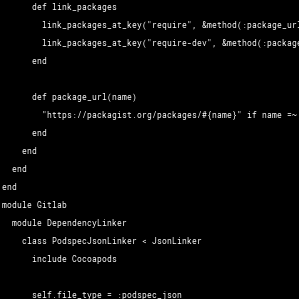 def link_packages
link_packages_at_key("require", &method(:package_url
link_packages_at_key("require-dev", &method(:package
end
def package_url(name)
"https://packagist.org/packages/#{name}" if name =~
end
end
end
end
module Gitlab
module DependencyLinker
class PodspecJsonLinker < JsonLinker
include Cocoapods
self.file_type = :podspec_json